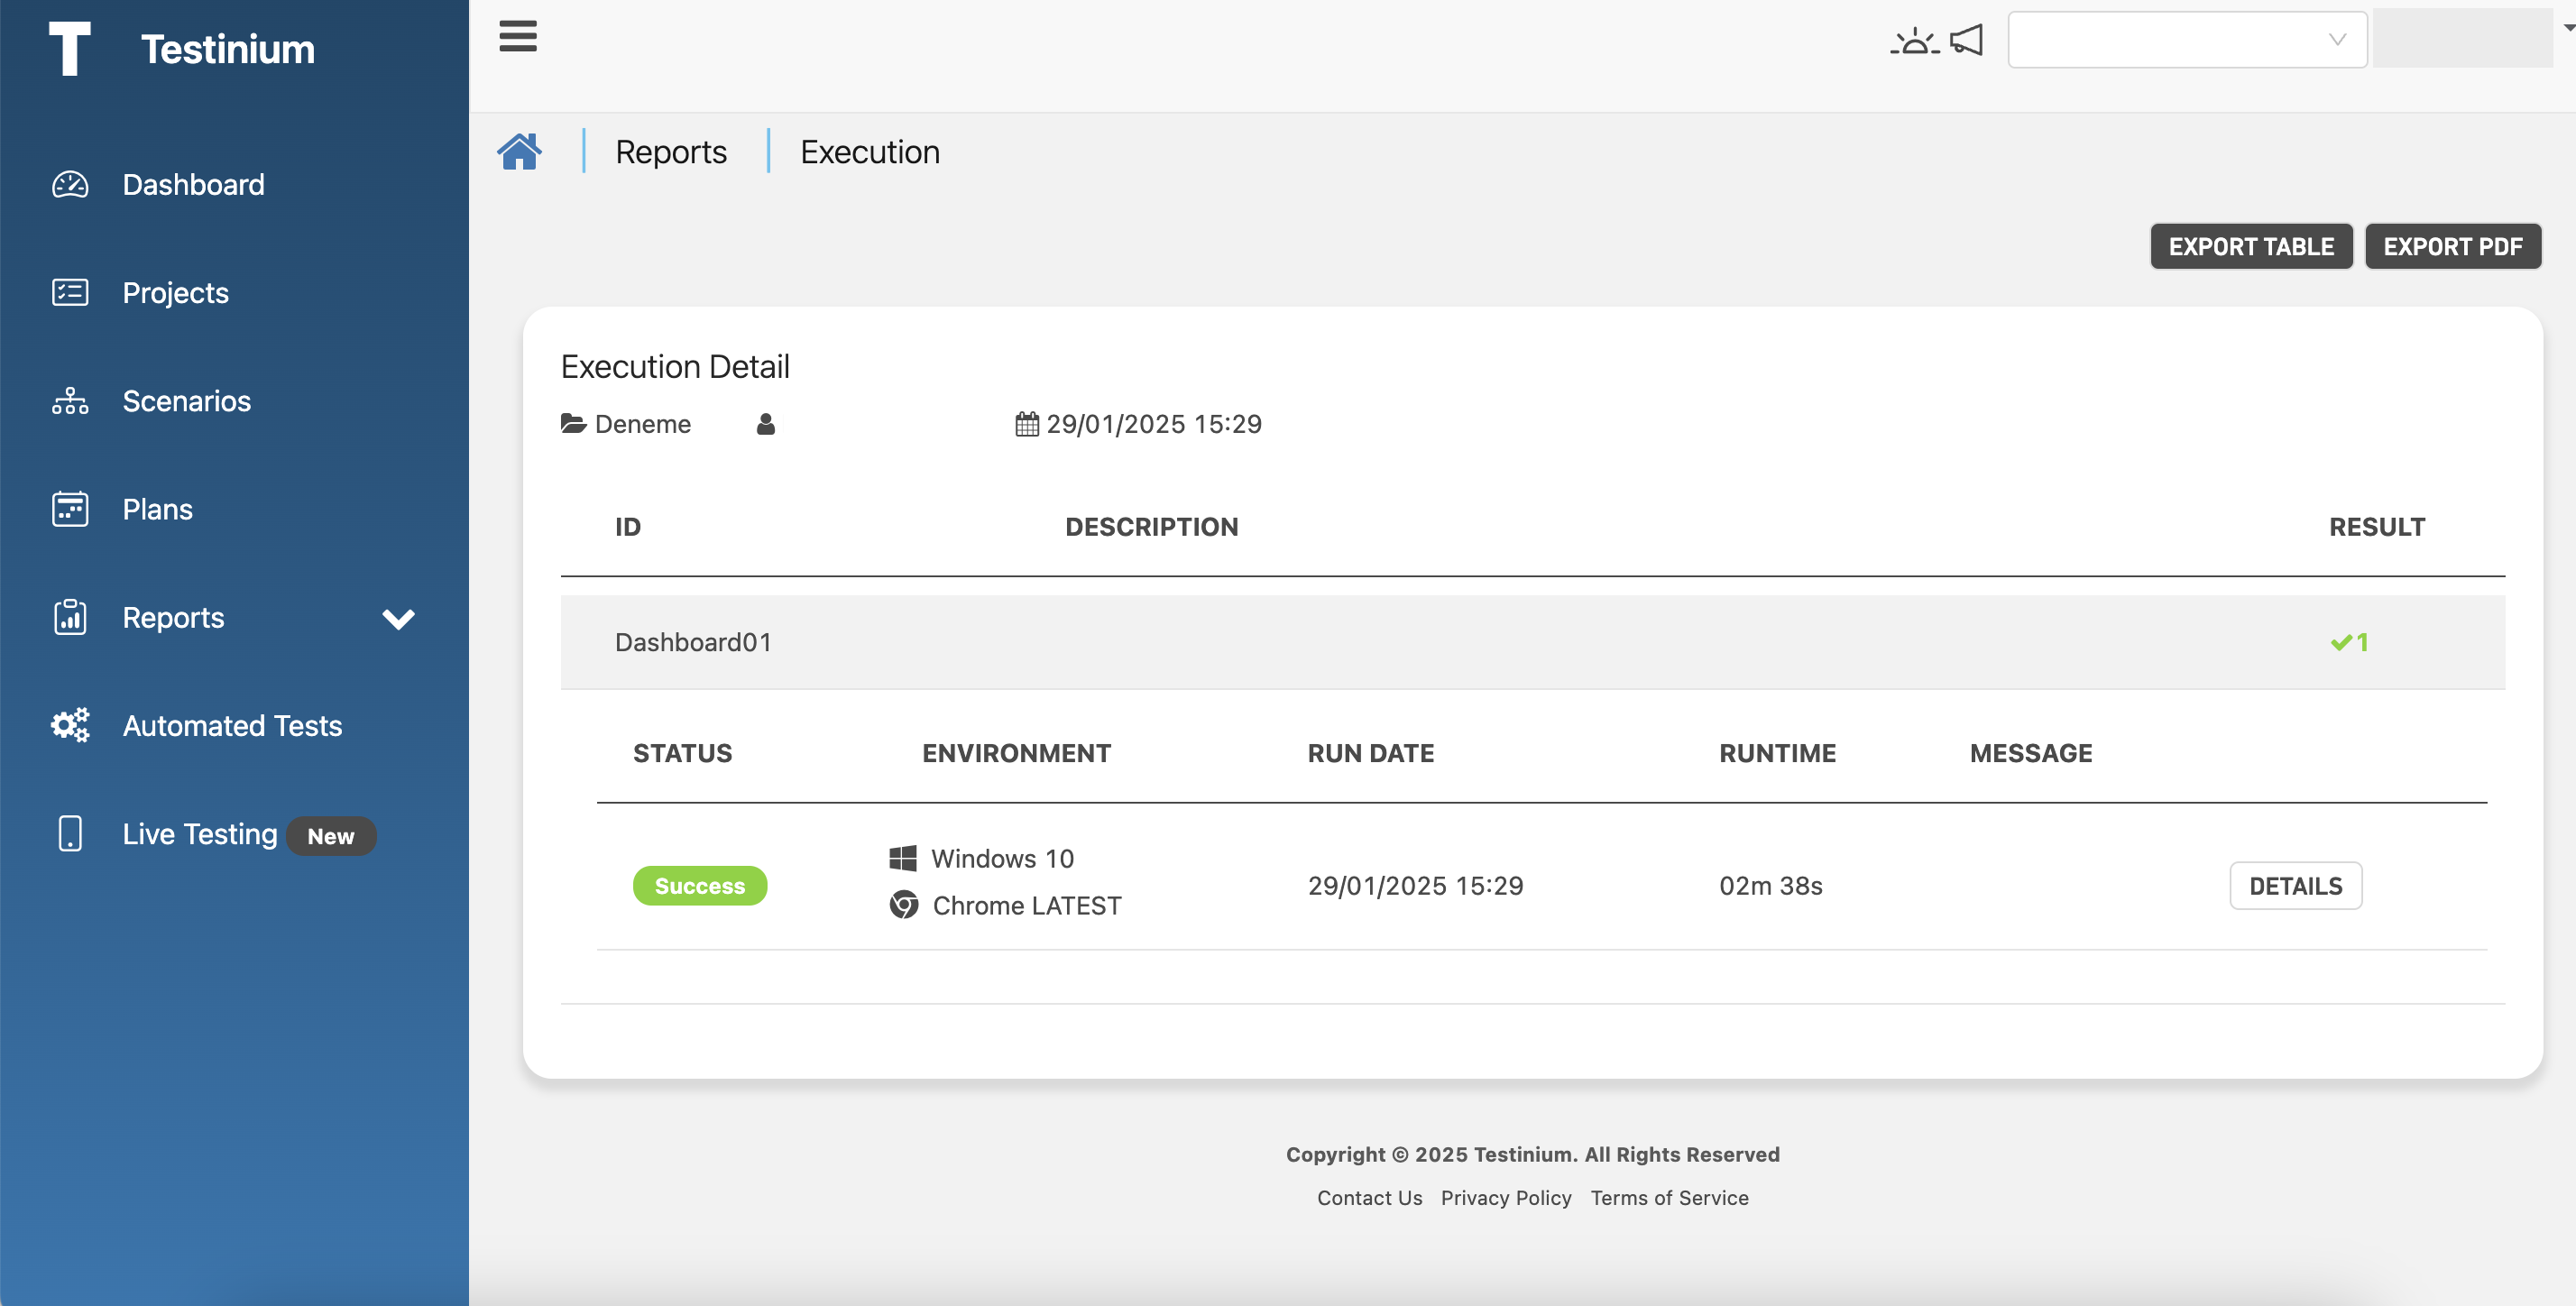 Testinium
Dashboard
Projects
Scenarios
Plans
Reports
Automated Tests
Live Testing New
Reports Execution
EXPORT TABLE EXPORT PDF
Execution Detail
Deneme 29/01/2025 15:29
ID DESCRIPTION RESULT
Dashboard01 1
STATUS ENVIRONMENT RUN DATE RUNTIME MESSAGE
Success Windows 10 Chrome LATEST 29/01/2025 15:29 02m 38s DETAILS
Copyright © 2025 Testinium. All Rights Reserved
Contact Us Privacy Policy Terms of Service